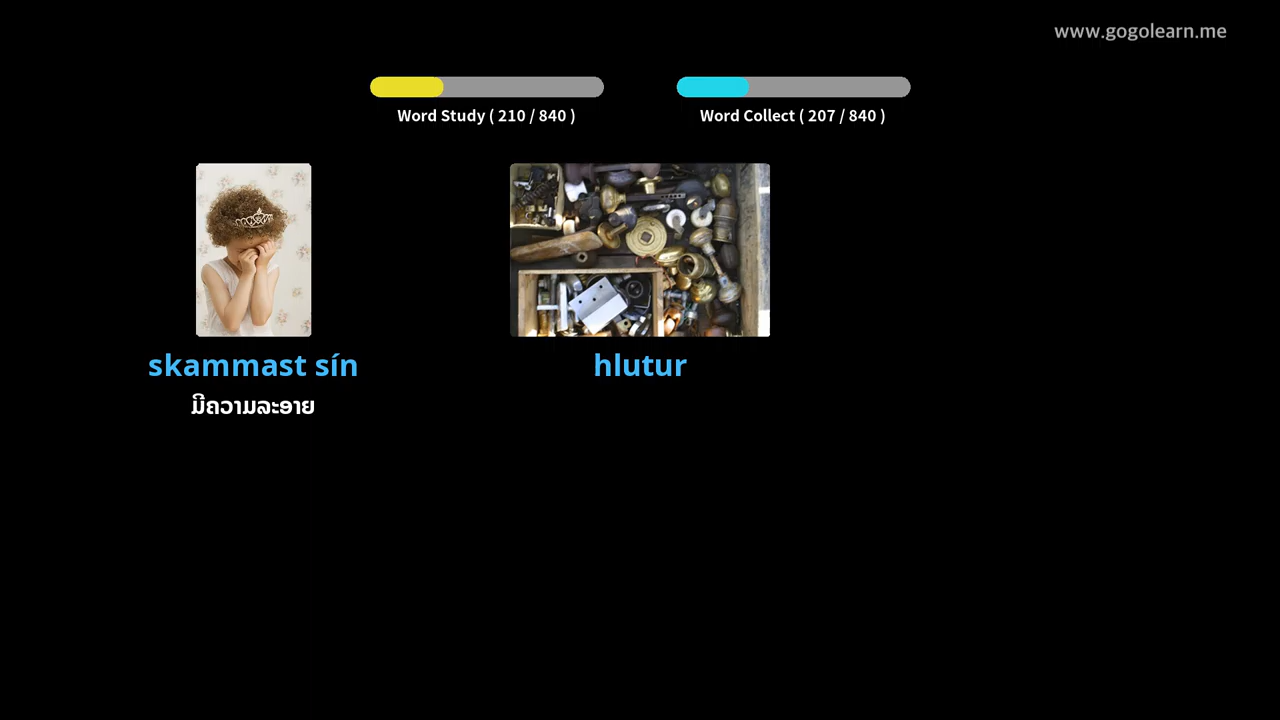 www.gogolearn.me
Word Study ( 210 / 840 )
Word Collect ( 207 / 840 )
skammast sín
ມີຄວາມລະອາຍ
hlutur